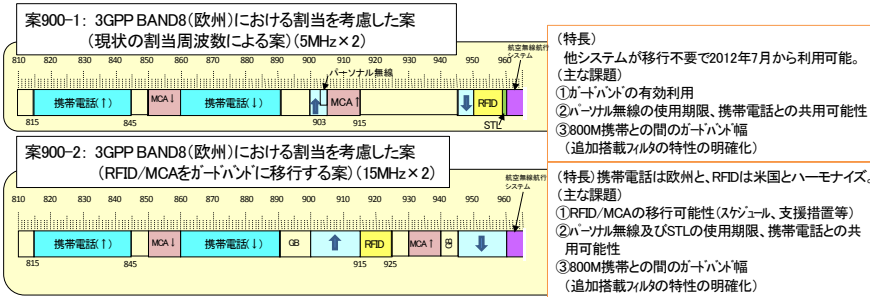 案900-1: 3GPP BAND8(欧州)における割当を考慮した案
(現状の割当周波数による案)(5MHz×2)
航空無線航行
システム
810 820 830 840 850 860 870 880 890 900 910 920 930 940 950 960
パーソナル無線
携帯電話(↑) MCA↓ 携帯電話(↓) MCA↑ RFID
815 845 903 915 STL
(特長)
他システムが移行不要で2012年7月から利用可能。
(主な課題)
①ガードバンドの有効利用
②パーソナル無線の使用期限、携帯電話との共用可能性
③800M携帯との間のガードバンド幅
(追加搭載フィルタの特性の明確化)
案900-2: 3GPP BAND8(欧州)における割当を考慮した案
(RFID/MCAをガードバンドに移行する案)(15MHz×2)
航空無線航行
システム
810 820 830 840 850 860 870 880 890 900 910 920 930 940 950 960
携帯電話(↑) MCA↓ 携帯電話(↓) GB RFID MCA↑ GB
815 845 915 925
(特長)携帯電話は欧州と、RFIDは米国とハーモナイズ。
(主な課題)
①RFID/MCAの移行可能性(スケジュール、支援措置等)
②パーソナル無線及びSTLの使用期限、携帯電話との共
用可能性
③800M携帯との間のガードバンド幅
(追加搭載フィルタの特性の明確化)